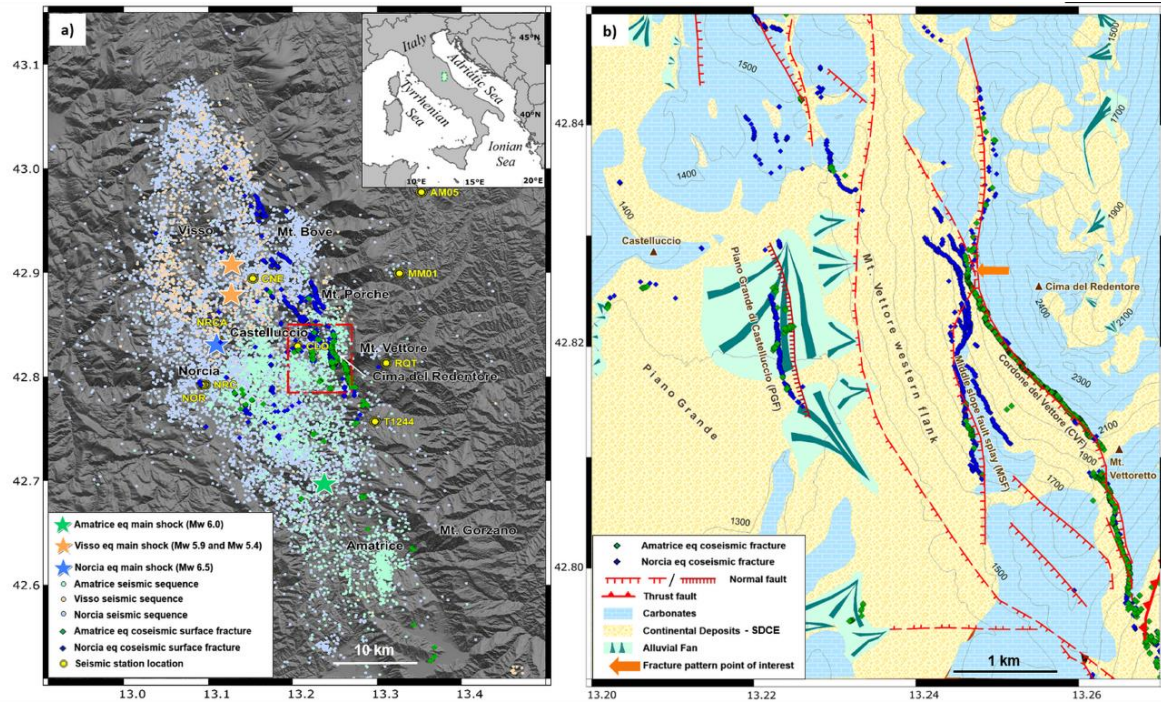 a)
Italy
Adriatic Sea
Tyrrhenian
Sea
Ionian
Sea
45°N
40°N
10°E
15°E
20°E
43.1
43.0
42.9
42.8
42.7
42.6
13.0
13.1
13.2
13.3
13.4
AM05
Visso
Mt. Bove
CNE
MM01
Mt. Porche
NRCA
Castelluccio
Mt. Vettore
RQT
Cima del Redentore
Norcia
NRC
NOR
T1244
Mt. Gorzano
Amatrice
10 km
Amatrice eq main shock (Mw 6.0)
Visso eq main shock (Mw 5.9 and Mw 5.4)
Norcia eq main shock (Mw 6.5)
Amatrice seismic sequence
Visso seismic sequence
Norcia seismic sequence
Amatrice eq coseismic surface fracture
Norcia eq coseismic surface fracture
Seismic station location
b)
42.84
42.82
42.80
13.20
13.22
13.24
13.26
1500
1500
1700
1400
1900
1400
Castelluccio
Cima del Redentore
2400
2100
Piano Grande di Castelluccio (PGF)
Mt. Vettore western flank
Middle slope fault splay (MSF)
Cordone del Vettore (CVF)
2300
Piano Grande
2100
1900
Mt.
Vettoretto
1700
1300
1500
Amatrice eq coseismic fracture
Norcia eq coseismic fracture
/ Normal fault
Thrust fault
Carbonates
Continental Deposits - SDCE
Alluvial Fan
Fracture pattern point of interest
1 km